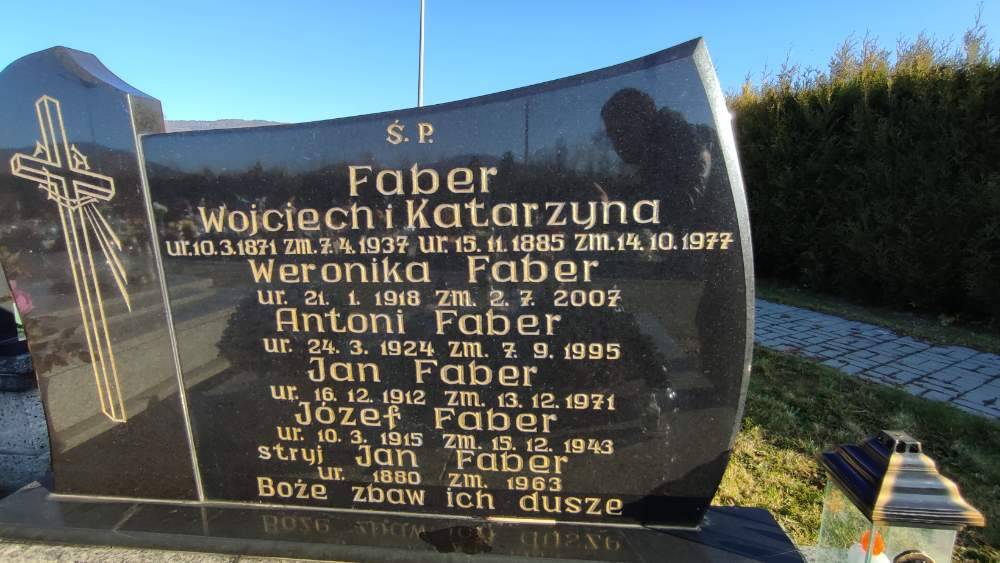 Ś. P.
Faber
Wojciech i Katarzyna
ur. 10. 3. 1871 zm. 7. 4. 1937 ur. 15. 11. 1885 zm. 14. 10. 1977
Weronika Faber
ur. 21. 1. 1918 zm. 2. 7. 2007
Antoni Faber
ur. 24. 3. 1924 zm. 7. 9. 1995
Jan Faber
ur. 16. 12. 1912 zm. 13. 12. 1971
Józef Faber
ur. 10. 3. 1915 zm. 15. 12. 1943
stryj Jan Faber
ur. 1880 zm. 1963
Boże zbaw ich dusze